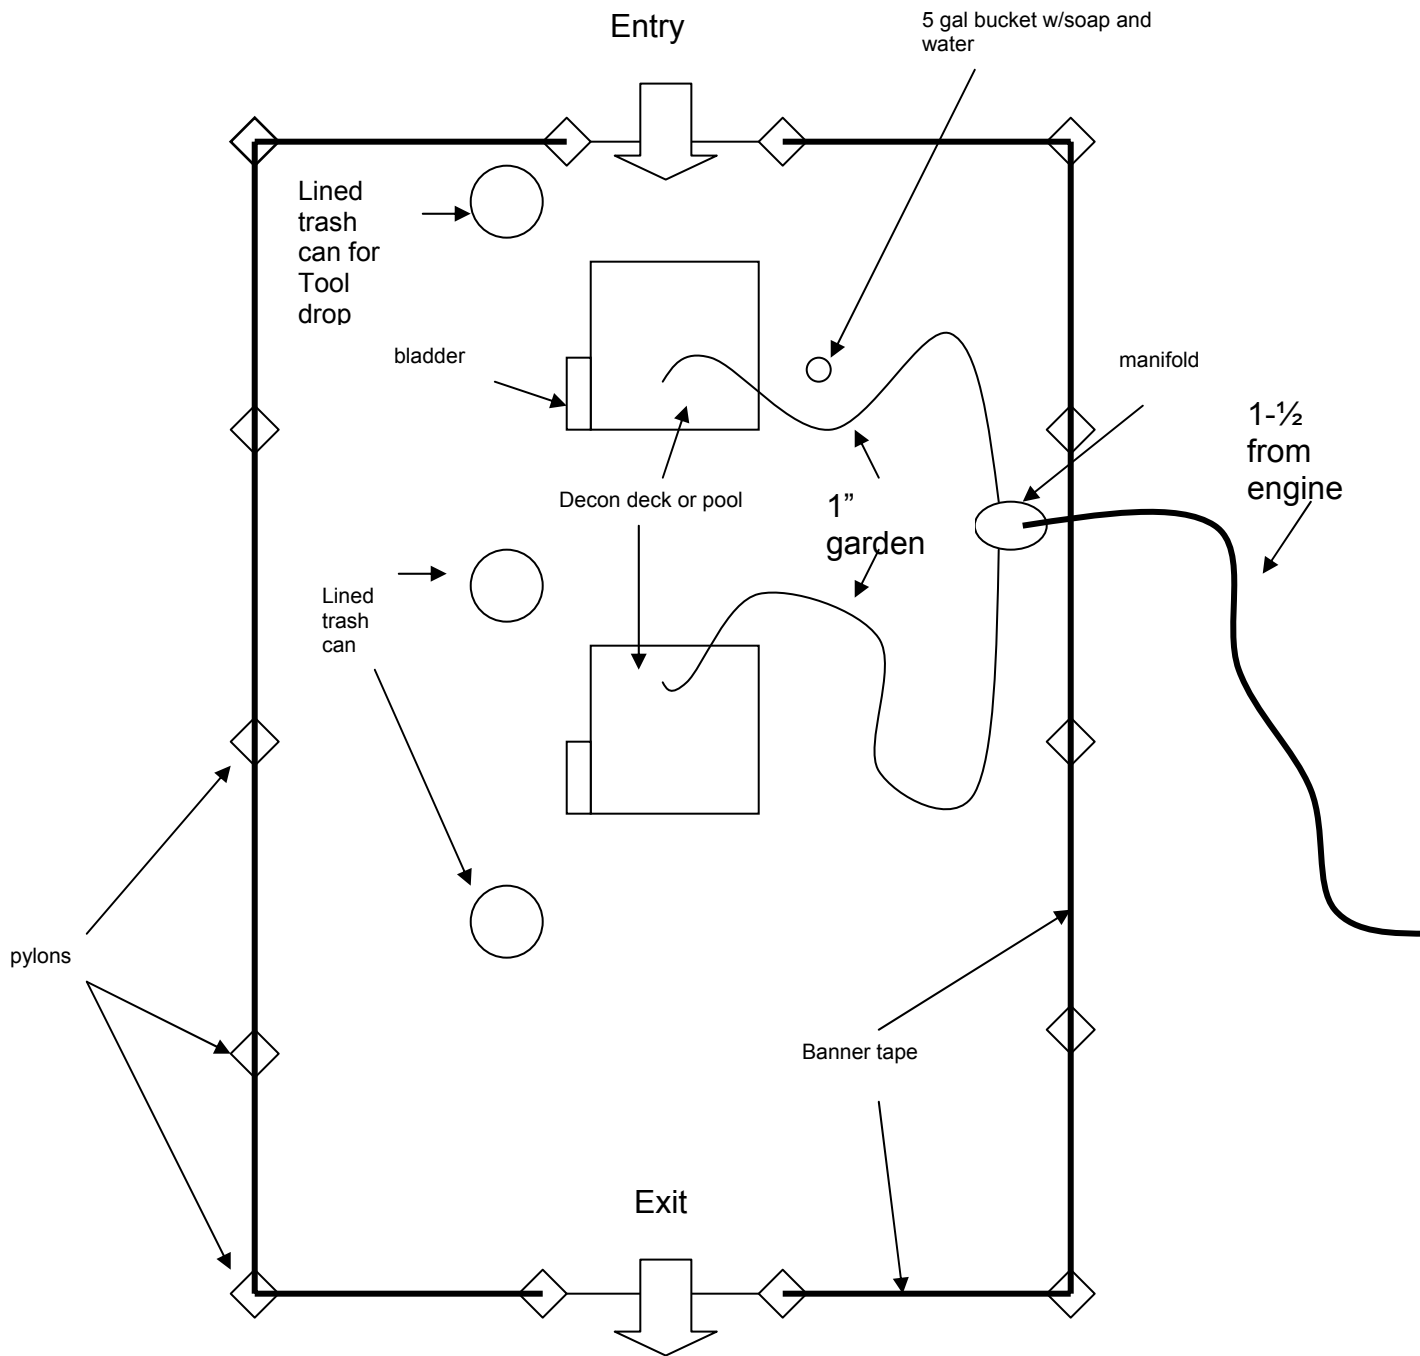 Entry
5 gal bucket w/soap and
water
Lined
trash
can for
Tool
drop
bladder
manifold
1-½
from
engine
Decon deck or pool
1”
garden
Lined
trash
can
pylons
Banner tape
Exit